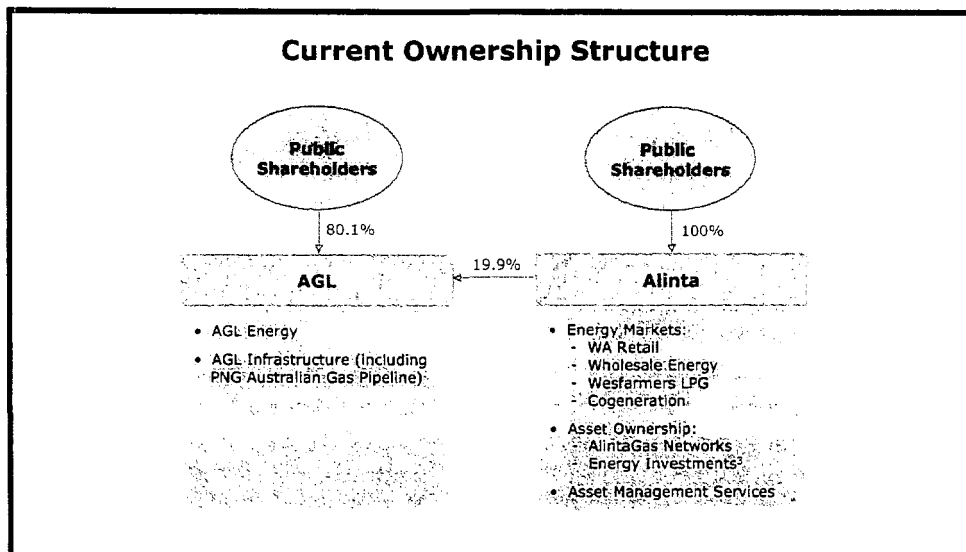 Current Ownership Structure
Public
Shareholders
Public
Shareholders
80.1%
100%
AGL
19.9%
Alinta
• AGL Energy
• AGL Infrastructure (including
PNG Australian Gas Pipeline)
• Energy Markets:
- WA Retail
- Wholesale Energy
- Wesfarmers LPG
- Cogeneration
• Asset Ownership:
- AlintaGas Networks
- Energy Investments³
• Asset Management Services